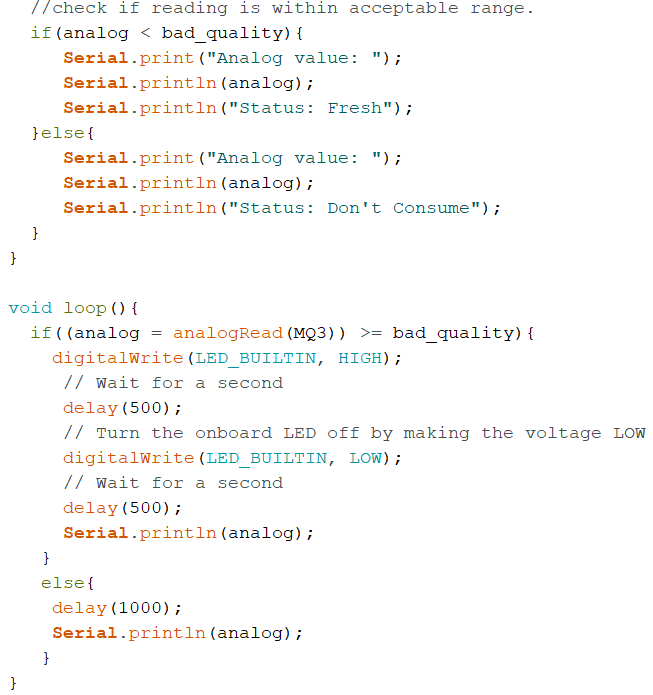 //check if reading is within acceptable range.
if(analog < bad_quality){
Serial.print("Analog value: ");
Serial.println(analog);
Serial.println("Status: Fresh");
}else{
Serial.print("Analog value: ");
Serial.println(analog);
Serial.println("Status: Don't Consume");
}
}
void loop(){
if((analog = analogRead(MQ3)) >= bad_quality){
digitalWrite(LED_BUILTIN, HIGH);
// Wait for a second
delay(500);
// Turn the onboard LED off by making the voltage LOW
digitalWrite(LED_BUILTIN, LOW);
// Wait for a second
delay(500);
Serial.println(analog);
}
else{
delay(1000);
Serial.println(analog);
}
}